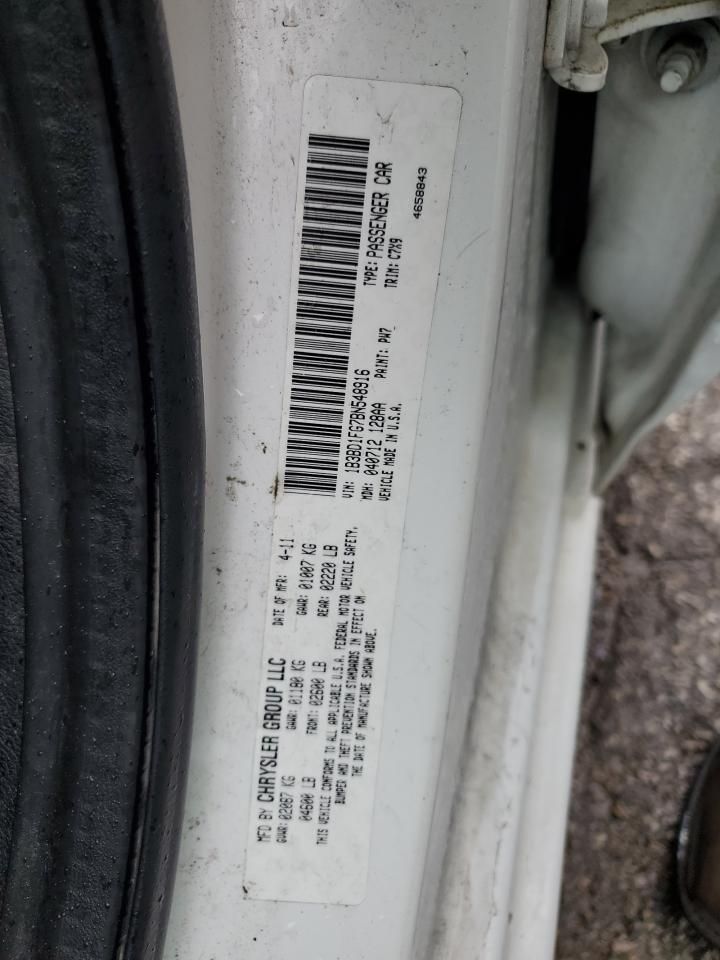 MFD BY CHRYSLER GROUP LLC DATE OF MFR: 4-11
GVWR: 02087 KG GAWR: 01180 KG GAWR: 01007 KG
04600 LB FRONT: 02600 LB REAR: 02220 LB
THIS VEHICLE CONFORMS TO ALL APPLICABLE U.S.A. FEDERAL MOTOR VEHICLE SAFETY,
BUMPER AND THEFT PREVENTION STANDARDS IN EFFECT ON
THE DATE OF MANUFACTURE SHOWN ABOVE.
VIN: 1B3BD1FG7BN548916 TYPE: PASSENGER CAR
MDH: 040712 128AA PAINT: PW7 TRIM: C7X9
VEHICLE MADE IN U.S.A.
4658843